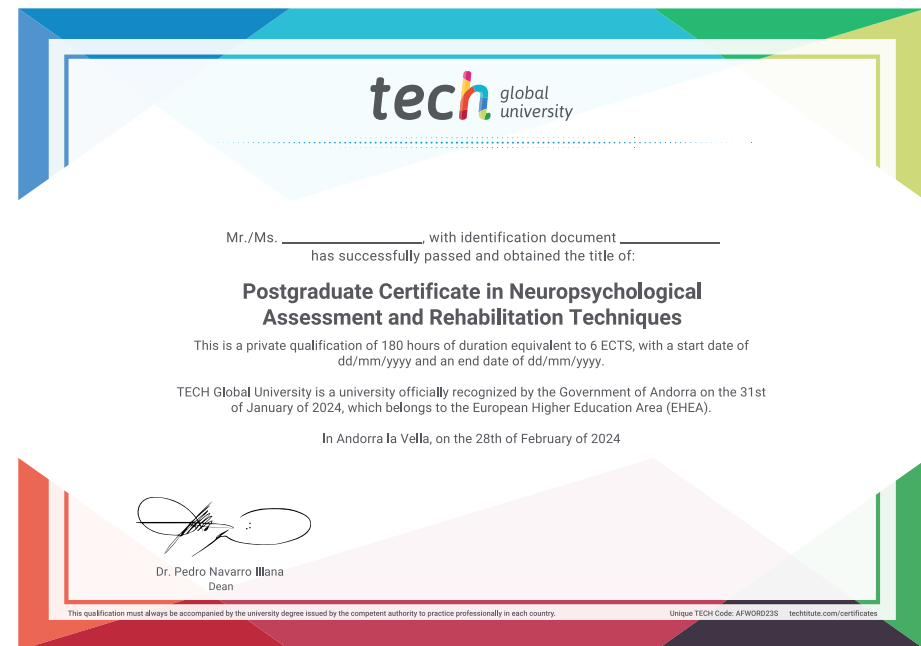 tech global university
Mr./Ms. ____________, with identification document ____________
has successfully passed and obtained the title of:
Postgraduate Certificate in Neuropsychological
Assessment and Rehabilitation Techniques
This is a private qualification of 180 hours of duration equivalent to 6 ECTS, with a start date of
dd/mm/yyyy and an end date of dd/mm/yyyy.
TECH Global University is a university officially recognized by the Government of Andorra on the 31st
of January of 2024, which belongs to the European Higher Education Area (EHEA).
In Andorra la Vella, on the 28th of February of 2024
Dr. Pedro Navarro Illana
Dean
This qualification must always be accompanied by the university degree issued by the competent authority to practice professionally in each country.
Unique TECH Code: AFWORD23S techtitute.com/certificates